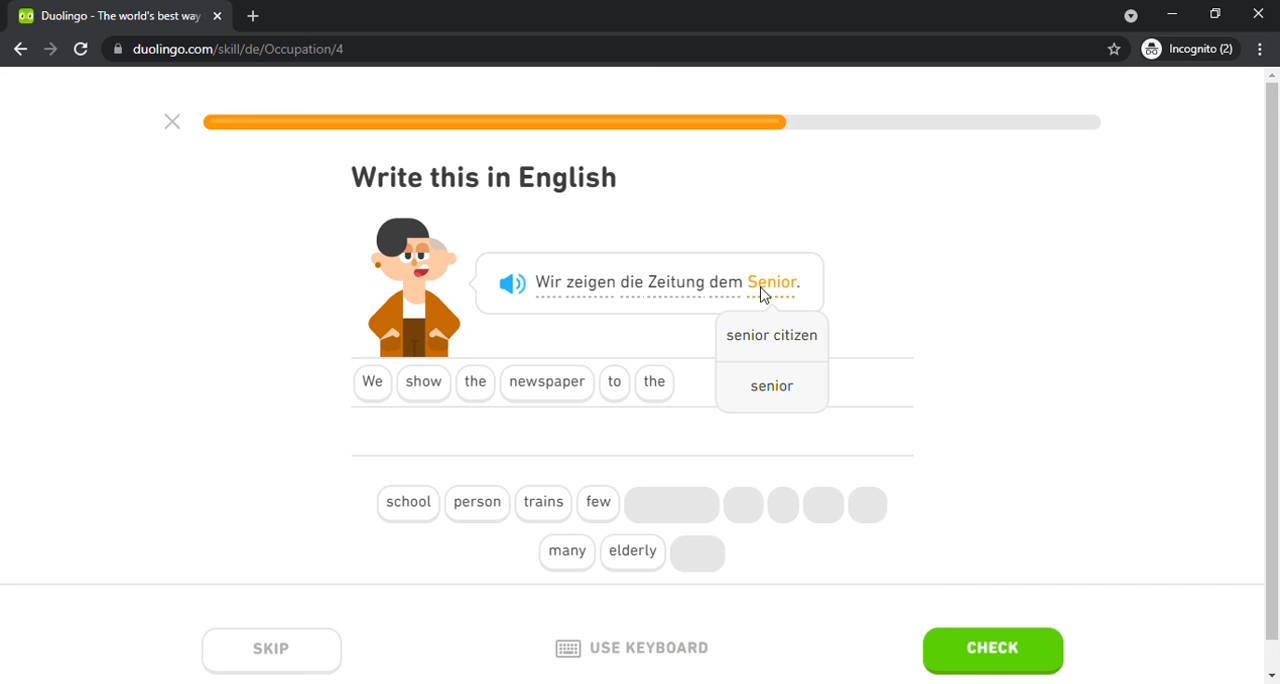 Duolingo - The world's best way
duolingo.com/skill/de/Occupation/4
Incognito (2)
Write this in English
Wir zeigen die Zeitung dem Senior.
senior citizen
We show the newspaper to the
senior
school person trains few
many elderly
SKIP
USE KEYBOARD
CHECK